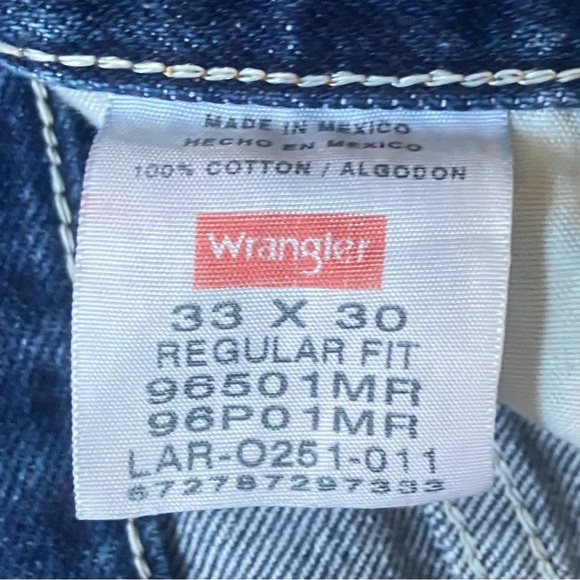 MADE IN MEXICO
HECHO EN MEXICO
100% COTTON / ALGODON
Wrangler
33 X 30
REGULAR FIT
96501MR
96P01MR
LAR-0251-011
672787297333